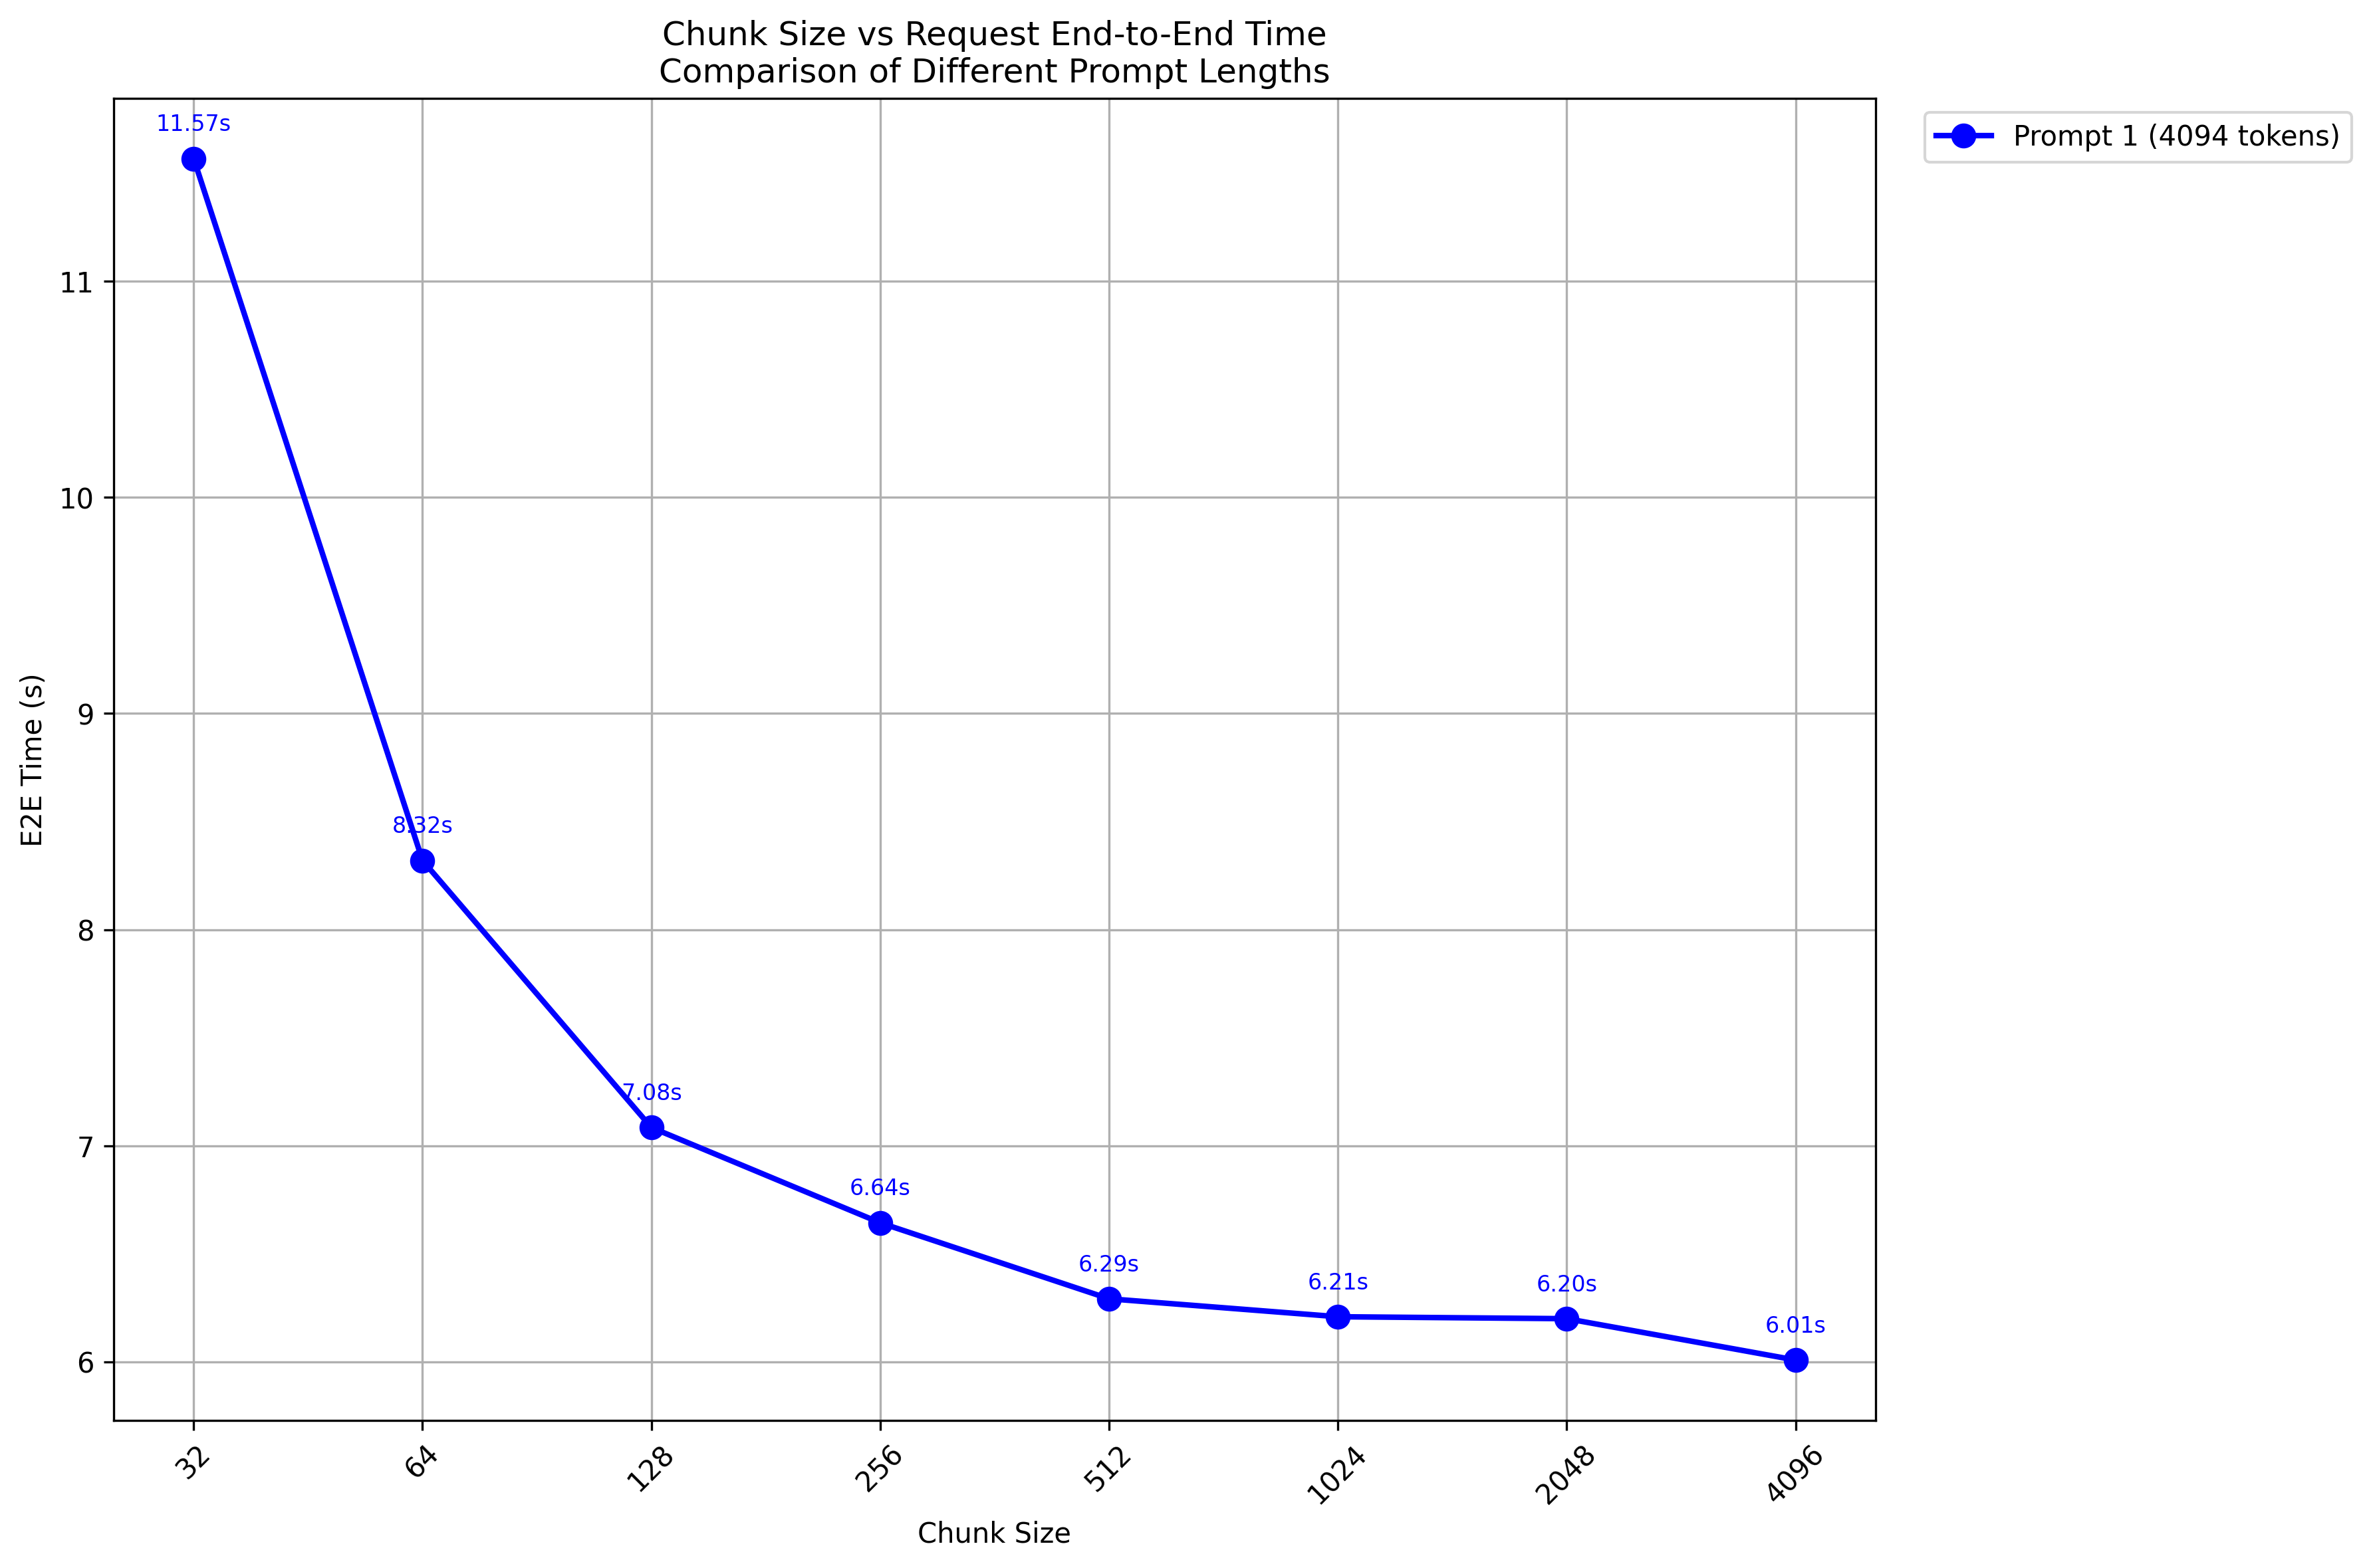 Chunk Size vs Request End-to-End Time
Comparison of Different Prompt Lengths
Prompt 1 (4094 tokens)
E2E Time (s)
11
10
9
8
7
6
11.57s
8.32s
7.08s
6.64s
6.29s
6.21s
6.20s
6.01s
32
64
128
256
512
1024
2048
4096
Chunk Size